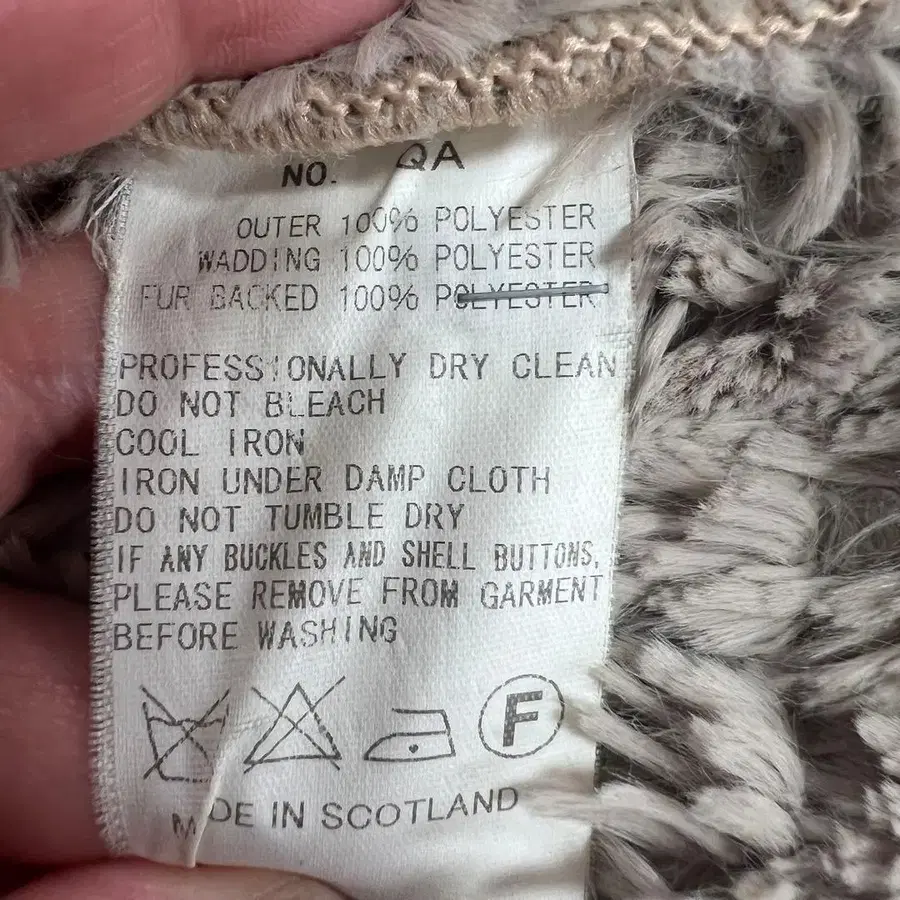 NO. QA
OUTER 100% POLYESTER
WADDING 100% POLYESTER
FUR BACKED 100% POLYESTER
PROFESSIONALLY DRY CLEAN
DO NOT BLEACH
COOL IRON
IRON UNDER DAMP CLOTH
DO NOT TUMBLE DRY
IF ANY BUCKLES AND SHELL BUTTONS,
PLEASE REMOVE FROM GARMENT
BEFORE WASHING
F
MADE IN SCOTLAND